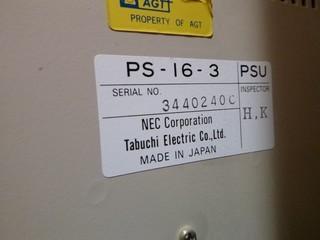 AGT
PROPERTY OF AGT
PS-16-3 PSU
SERIAL NO. INSPECTOR
3440240C H,K
NEC Corporation
Tabuchi Electric Co.,Ltd.
MADE IN JAPAN